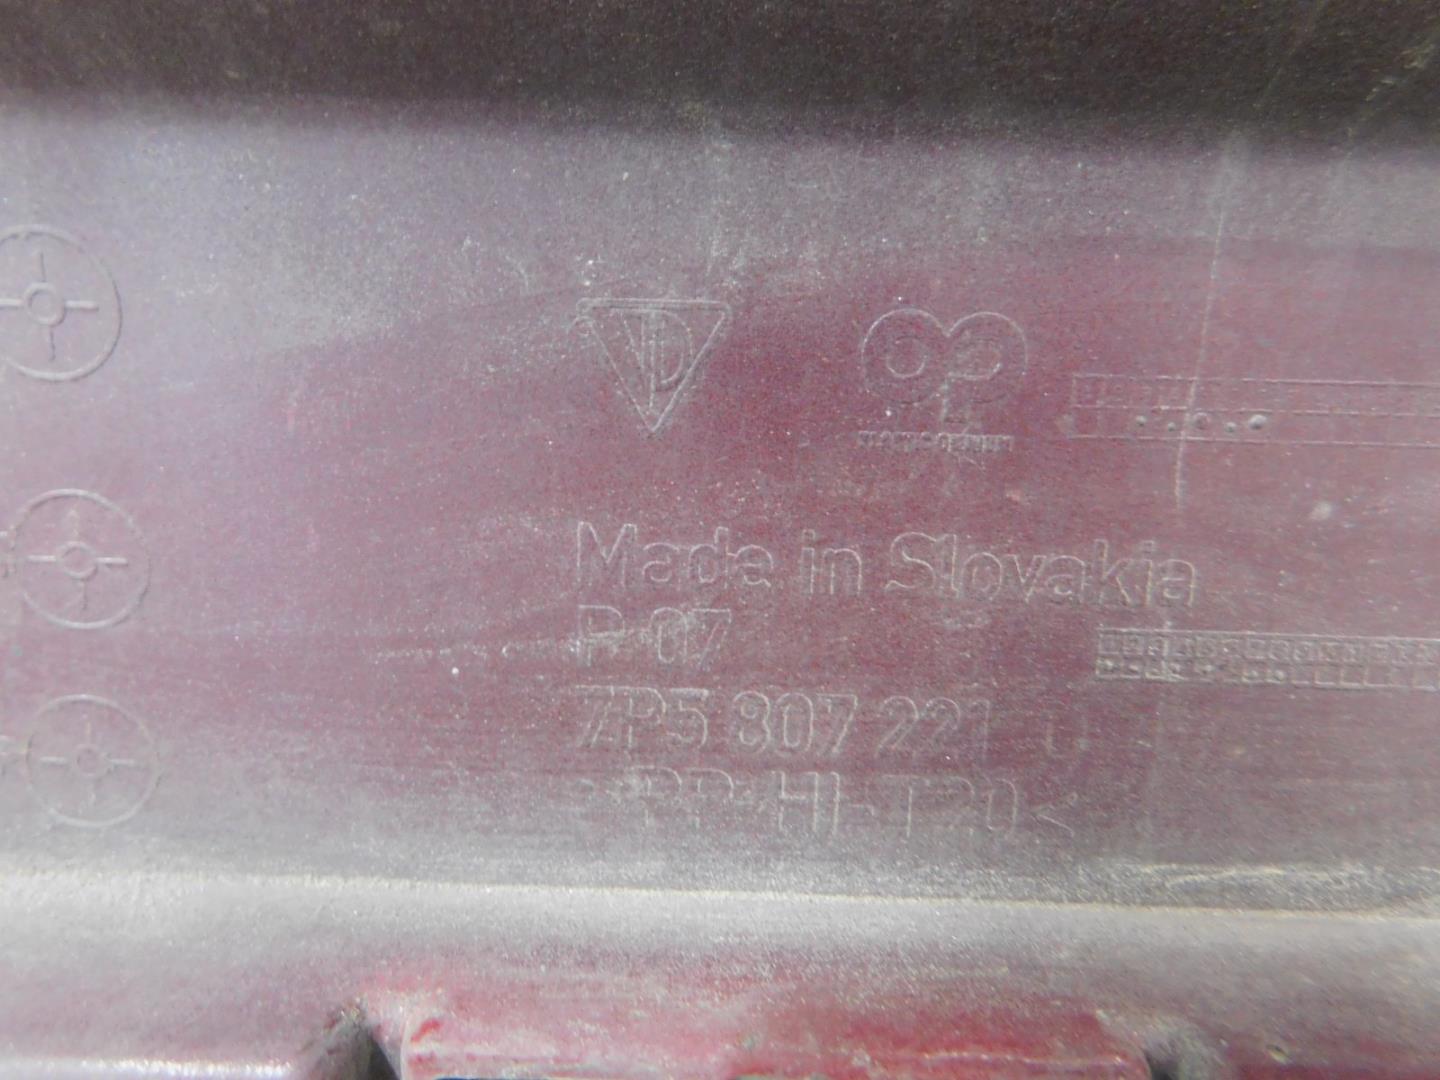 Made in Slovakia
P 07
7P5 807 221
PP HI-T20<